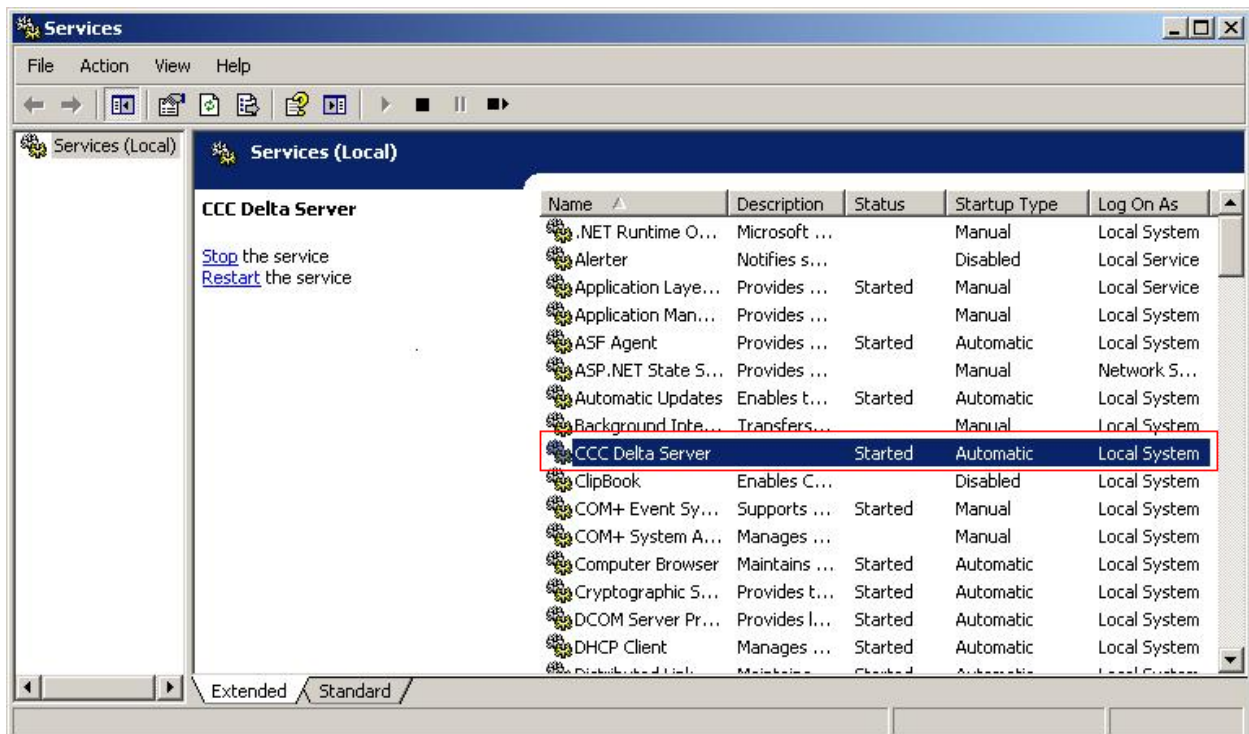 Services
File Action View Help
Services (Local)
Services (Local)
CCC Delta Server
Stop the service
Restart the service
Name Description Status Startup Type Log On As
.NET Runtime O... Microsoft ... Manual Local System
Alerter Notifies s... Disabled Local Service
Application Laye... Provides ... Started Manual Local Service
Application Man... Provides ... Manual Local System
ASF Agent Provides ... Started Automatic Local System
ASP.NET State S... Provides ... Manual Network S...
Automatic Updates Enables t... Started Automatic Local System
Background Inte... Transfers... Manual Local System
CCC Delta Server Started Automatic Local System
ClipBook Enables C... Disabled Local System
COM+ Event Sy... Supports ... Started Manual Local System
COM+ System A... Manages ... Manual Local System
Computer Browser Maintains ... Started Automatic Local System
Cryptographic S... Provides t... Started Automatic Local System
DCOM Server Pr... Provides l... Started Automatic Local System
DHCP Client Manages ... Started Automatic Local System
Extended Standard